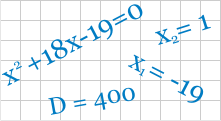 x² + 18x - 19 = 0
x₂ = 1
x₁ = -19
D = 400